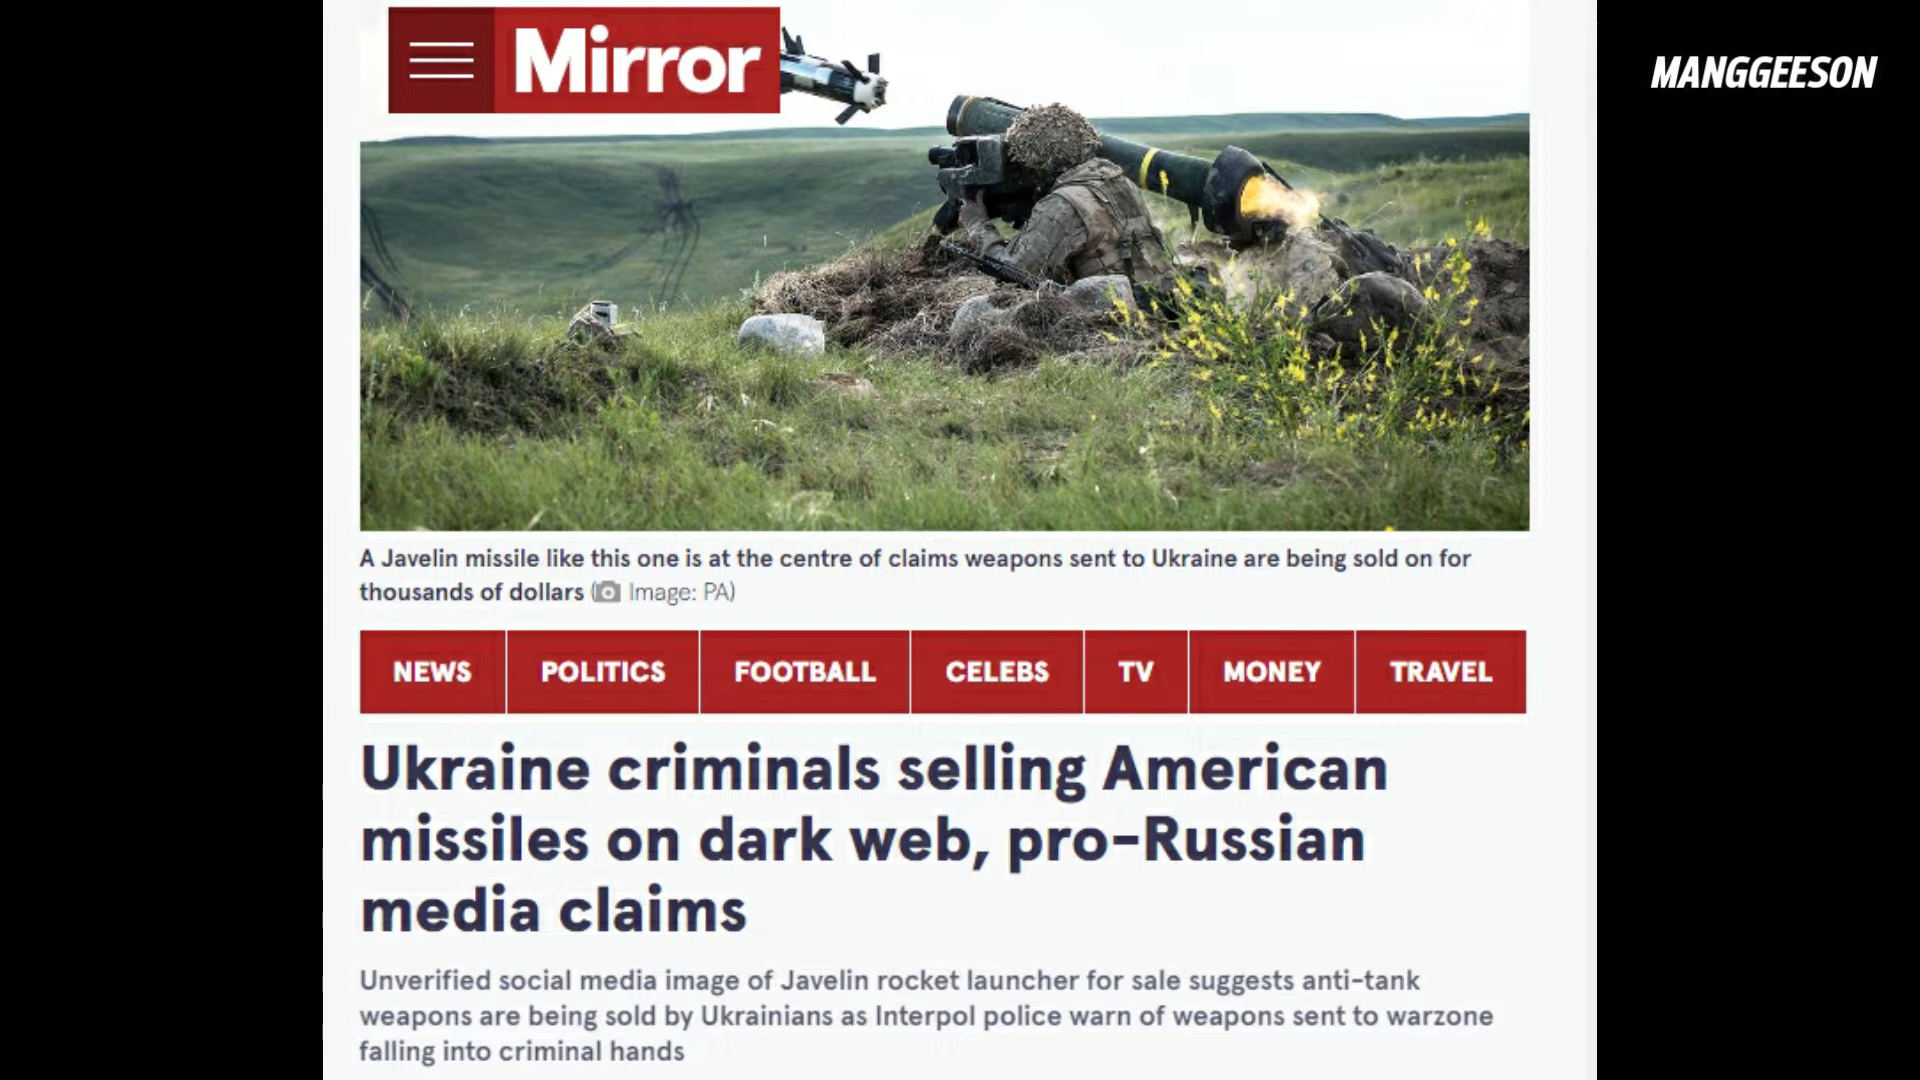 Mirror
MANGGEESON
A Javelin missile like this one is at the centre of claims weapons sent to Ukraine are being sold on for
thousands of dollars (Image: PA)
NEWS POLITICS FOOTBALL CELEBS TV MONEY TRAVEL
Ukraine criminals selling American
missiles on dark web, pro-Russian
media claims
Unverified social media image of Javelin rocket launcher for sale suggests anti-tank
weapons are being sold by Ukrainians as Interpol police warn of weapons sent to warzone
falling into criminal hands